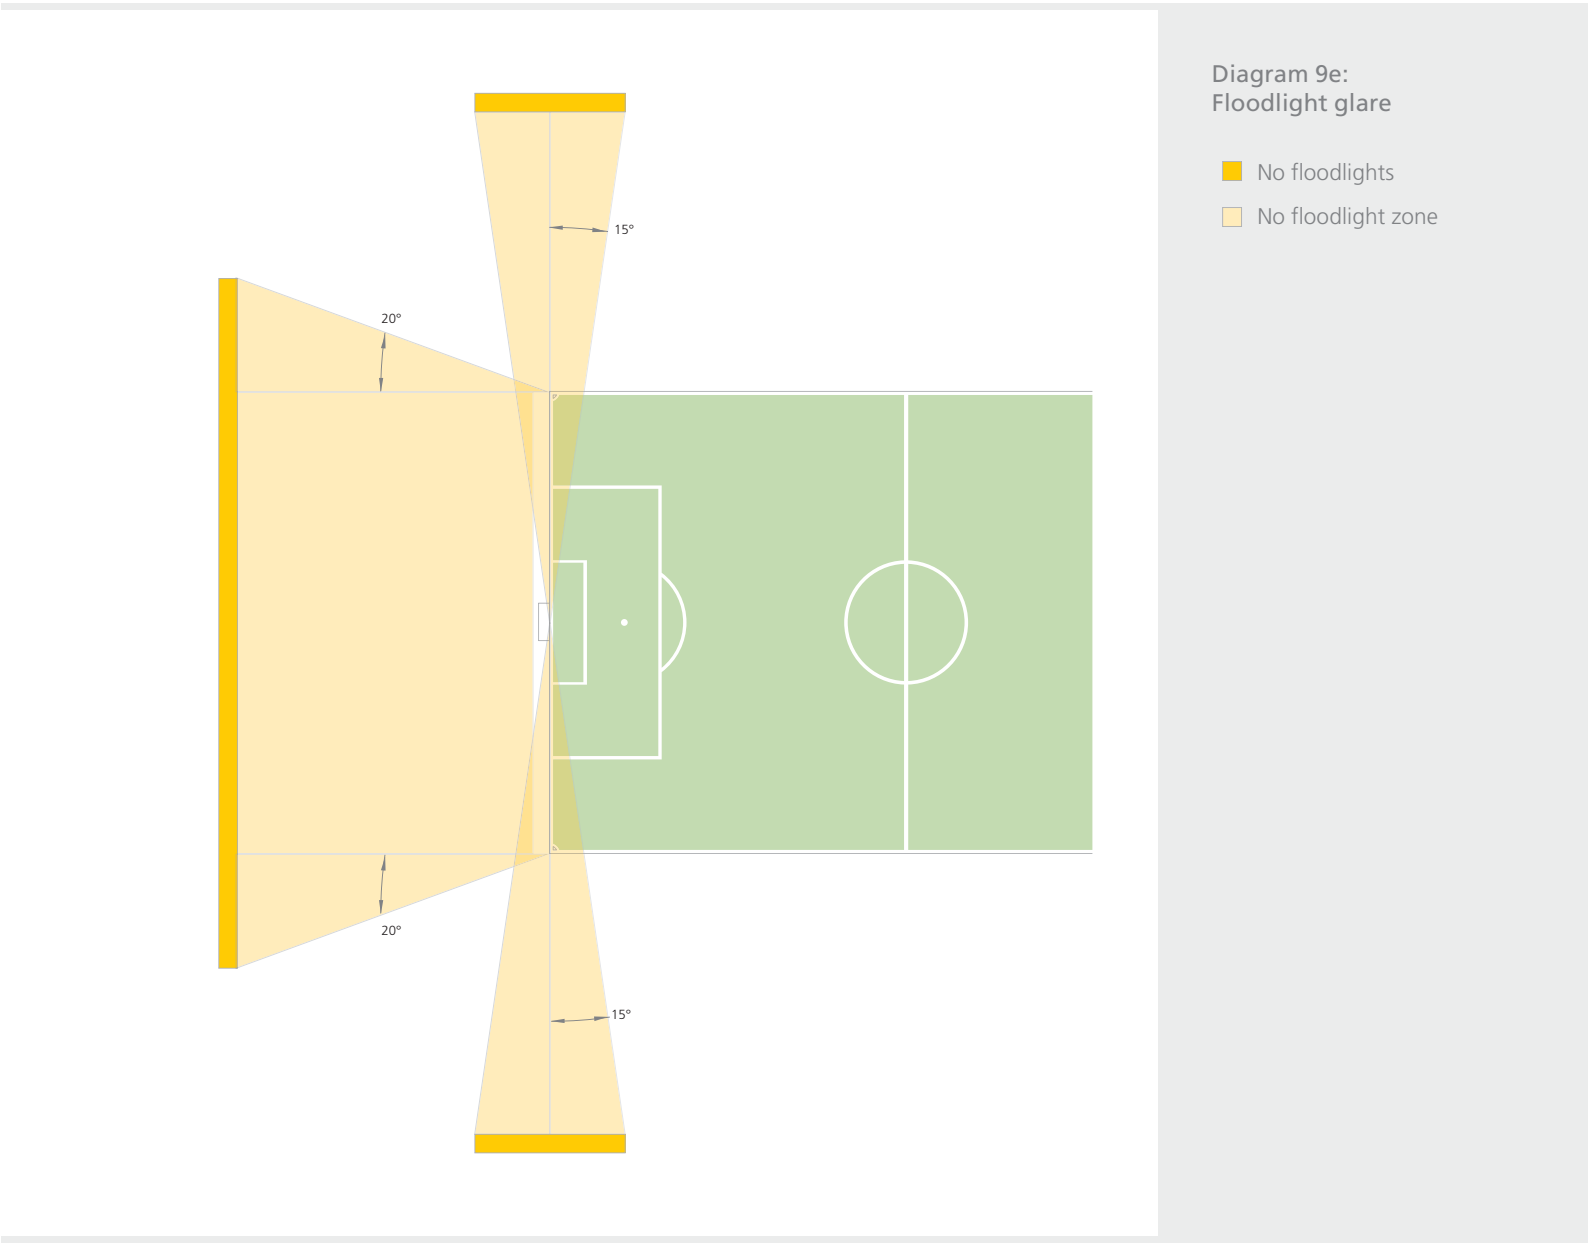 Diagram 9e:
Floodlight glare
No floodlights
No floodlight zone
15°
20°
20°
15°